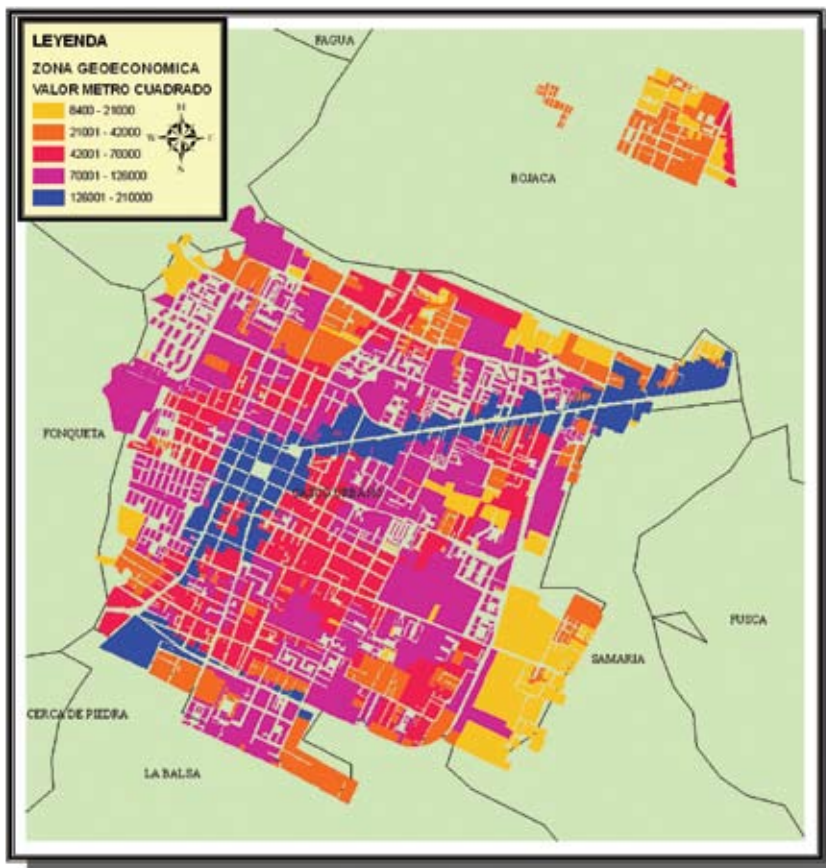 LEYENDA
ZONA GEOECONOMICA
VALOR METRO CUADRADO
8400 - 21000
21001 - 42000
42001 - 70000
70001 - 126000
126001 - 210000
N
W
E
S
FAGUA
BOJACA
FONQUETA
FUSCA
SAMARIA
CERCA DE PIEDRA
LA BALSA